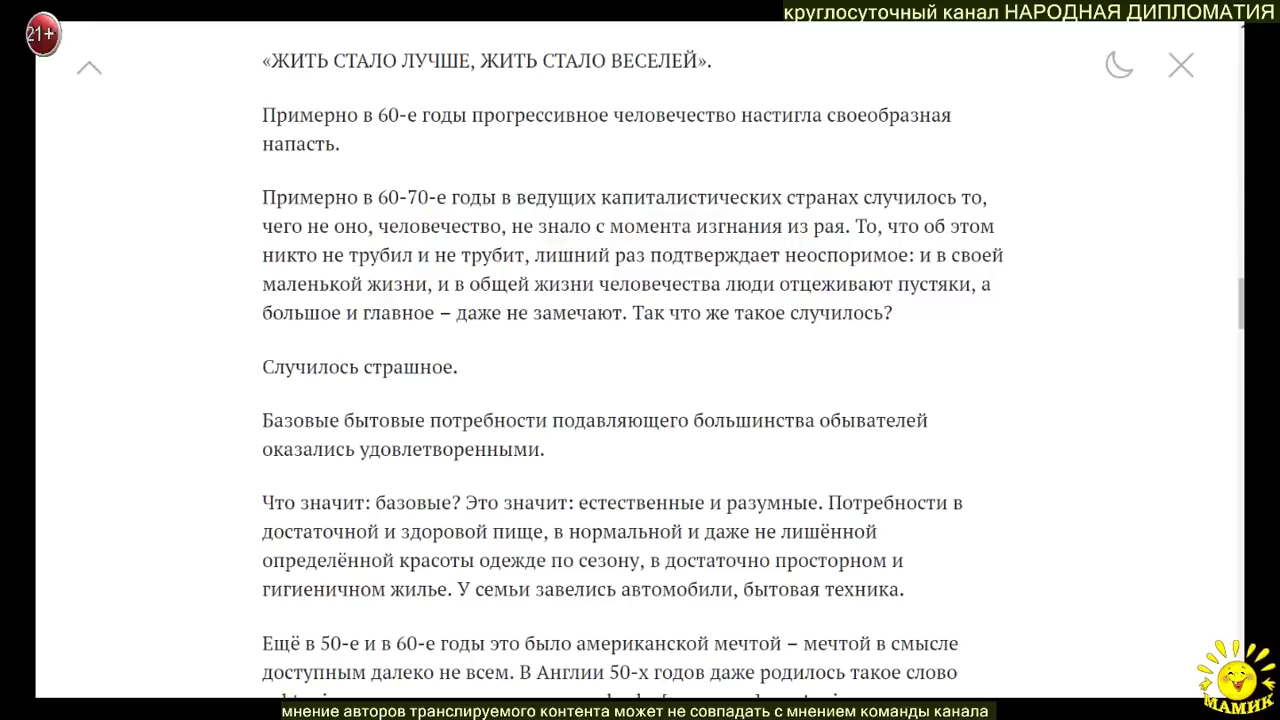 круглосуточный канал НАРОДНАЯ ДИПЛОМАТИЯ
21+
«ЖИТЬ СТАЛО ЛУЧШЕ, ЖИТЬ СТАЛО ВЕСЕЛЕЙ».
Примерно в 60-е годы прогрессивное человечество настигла своеобразная
напасть.
Примерно в 60-70-е годы в ведущих капиталистических странах случилось то,
чего не оно, человечество, не знало с момента изгнания из рая. То, что об этом
никто не трубил и не трубит, лишний раз подтверждает неоспоримое: и в своей
маленькой жизни, и в общей жизни человечества люди отцеживают пустяки, а
большое и главное – даже не замечают. Так что же такое случилось?
Случилось страшное.
Базовые бытовые потребности подавляющего большинства обывателей
оказались удовлетворенными.
Что значит: базовые? Это значит: естественные и разумные. Потребности в
достаточной и здоровой пище, в нормальной и даже не лишённой
определённой красоты одежде по сезону, в достаточно просторном и
гигиеничном жилье. У семьи завелись автомобили, бытовая техника.
Ещё в 50-е и в 60-е годы это было американской мечтой – мечтой в смысле
доступным далеко не всем. В Англии 50-х годов даже родилось такое слово
МАМИК
мнение авторов транслируемого контента может не совпадать с мнением команды канала